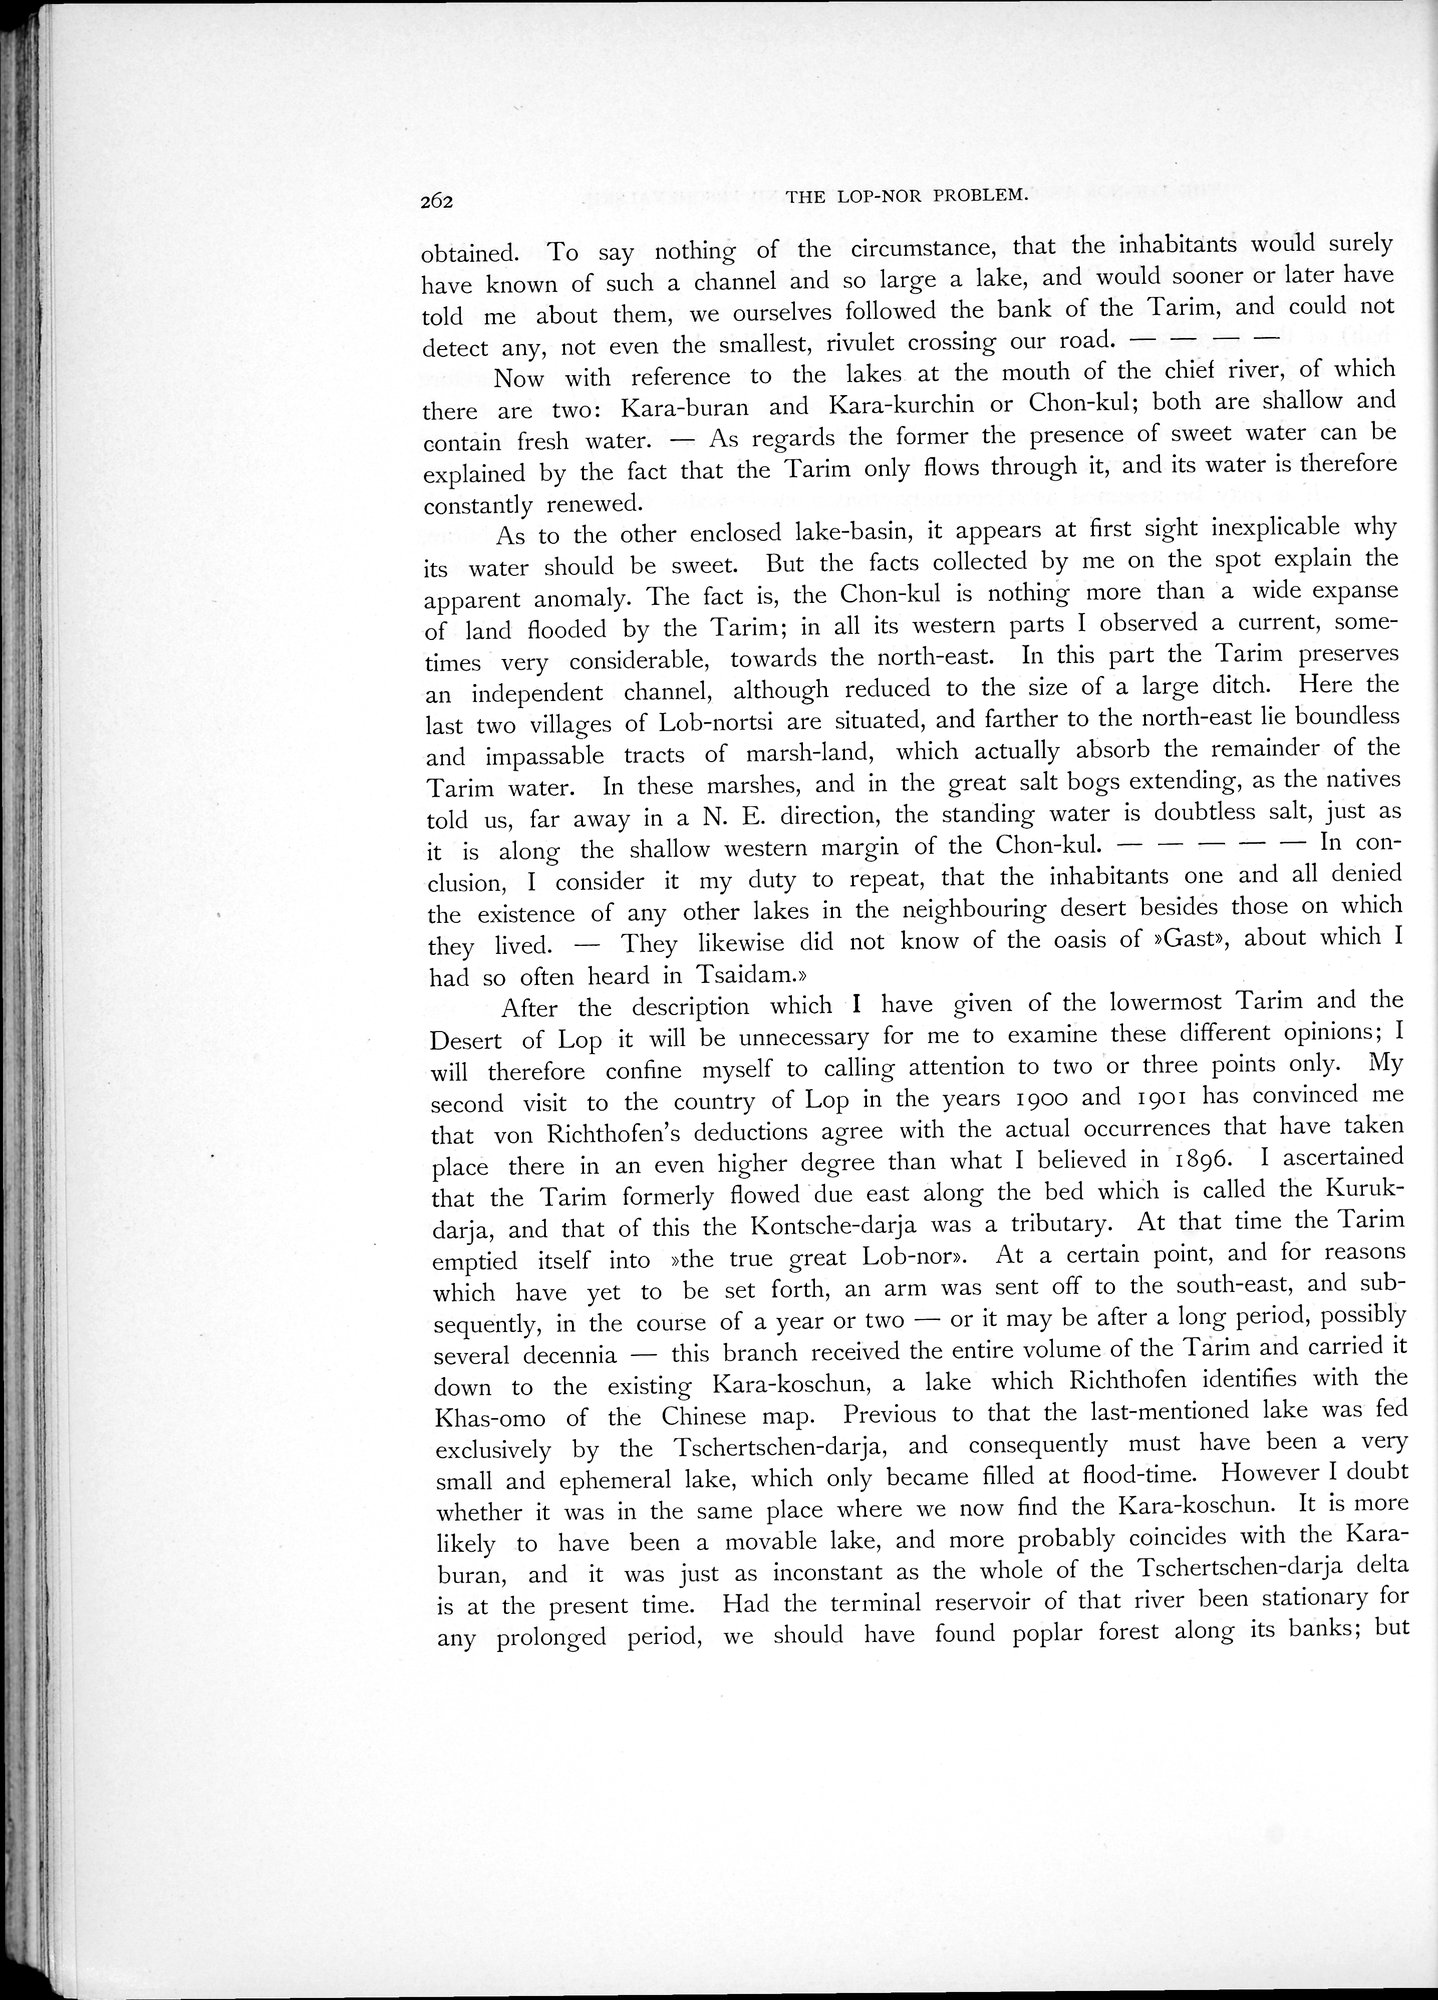 262
THE LOP-NOR PROBLEM.
obtained. To say nothing of the circumstance, that the inhabitants would surely
have known of such a channel and so large a lake, and would sooner or later have
told me about them, we ourselves followed the bank of the Tarim, and could not
detect any, not even the smallest, rivulet crossing our road. — — — —
Now with reference to the lakes at the mouth of the chief river, of which
there are two: Kara-buran and Kara-kurchin or Chon-kul; both are shallow and
contain fresh water. — As regards the former the presence of sweet water can be
explained by the fact that the Tarim only flows through it, and its water is therefore
constantly renewed.
As to the other enclosed lake-basin, it appears at first sight inexplicable why
its water should be sweet. But the facts collected by me on the spot explain the
apparent anomaly. The fact is, the Chon-kul is nothing more than a wide expanse
of land flooded by the Tarim; in all its western parts I observed a current, some-
times very considerable, towards the north-east. In this part the Tarim preserves
an independent channel, although reduced to the size of a large ditch. Here the
last two villages of Lob-nortsi are situated, and farther to the north-east lie boundless
and impassable tracts of marsh-land, which actually absorb the remainder of the
Tarim water. In these marshes, and in the great salt bogs extending, as the natives
told us, far away in a N. E. direction, the standing water is doubtless salt, just as
it is along the shallow western margin of the Chon-kul. — — — — — In con-
clusion, I consider it my duty to repeat, that the inhabitants one and all denied
the existence of any other lakes in the neighbouring desert besides those on which
they lived. — They likewise did not know of the oasis of »Gast», about which I
had so often heard in Tsaidam.»
After the description which I have given of the lowermost Tarim and the
Desert of Lop it will be unnecessary for me to examine these different opinions; I
will therefore confine myself to calling attention to two or three points only. My
second visit to the country of Lop in the years 1900 and 1901 has convinced me
that von Richthofen's deductions agree with the actual occurrences that have taken
place there in an even higher degree than what I believed in 1896. I ascertained
that the Tarim formerly flowed due east along the bed which is called the Kuruk-
darja, and that of this the Kontsche-darja was a tributary. At that time the Tarim
emptied itself into »the true great Lob-nor». At a certain point, and for reasons
which have yet to be set forth, an arm was sent off to the south-east, and sub-
sequently, in the course of a year or two — or it may be after a long period, possibly
several decennia — this branch received the entire volume of the Tarim and carried it
down to the existing Kara-koschun, a lake which Richthofen identifies with the
Khas-omo of the Chinese map. Previous to that the last-mentioned lake was fed
exclusively by the Tschertschen-darja, and consequently must have been a very
small and ephemeral lake, which only became filled at flood-time. However I doubt
whether it was in the same place where we now find the Kara-koschun. It is more
likely to have been a movable lake, and more probably coincides with the Kara-
buran, and it was just as inconstant as the whole of the Tschertschen-darja delta
is at the present time. Had the terminal reservoir of that river been stationary for
any prolonged period, we should have found poplar forest along its banks; but